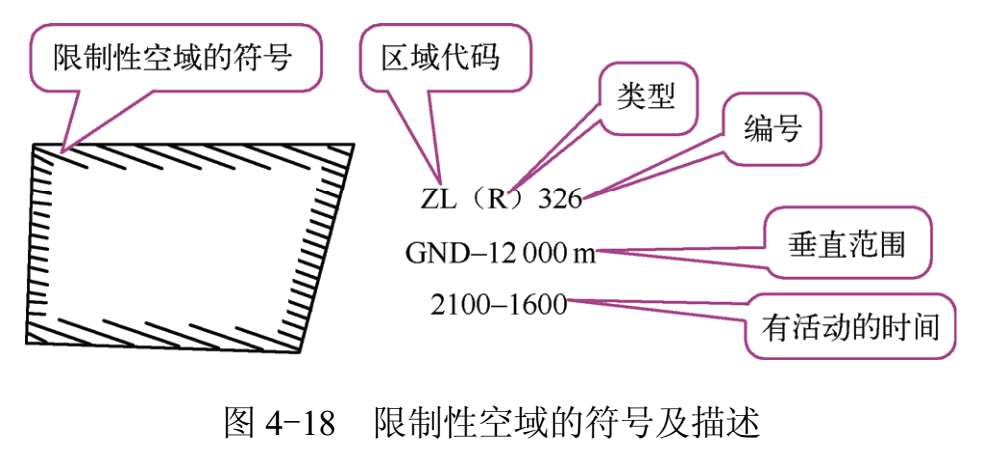 限制性空域的符号
区域代码
类型
编号
ZL（R）326
GND–12 000 m
垂直范围
2100–1600
有活动的时间
图 4-18 限制性空域的符号及描述